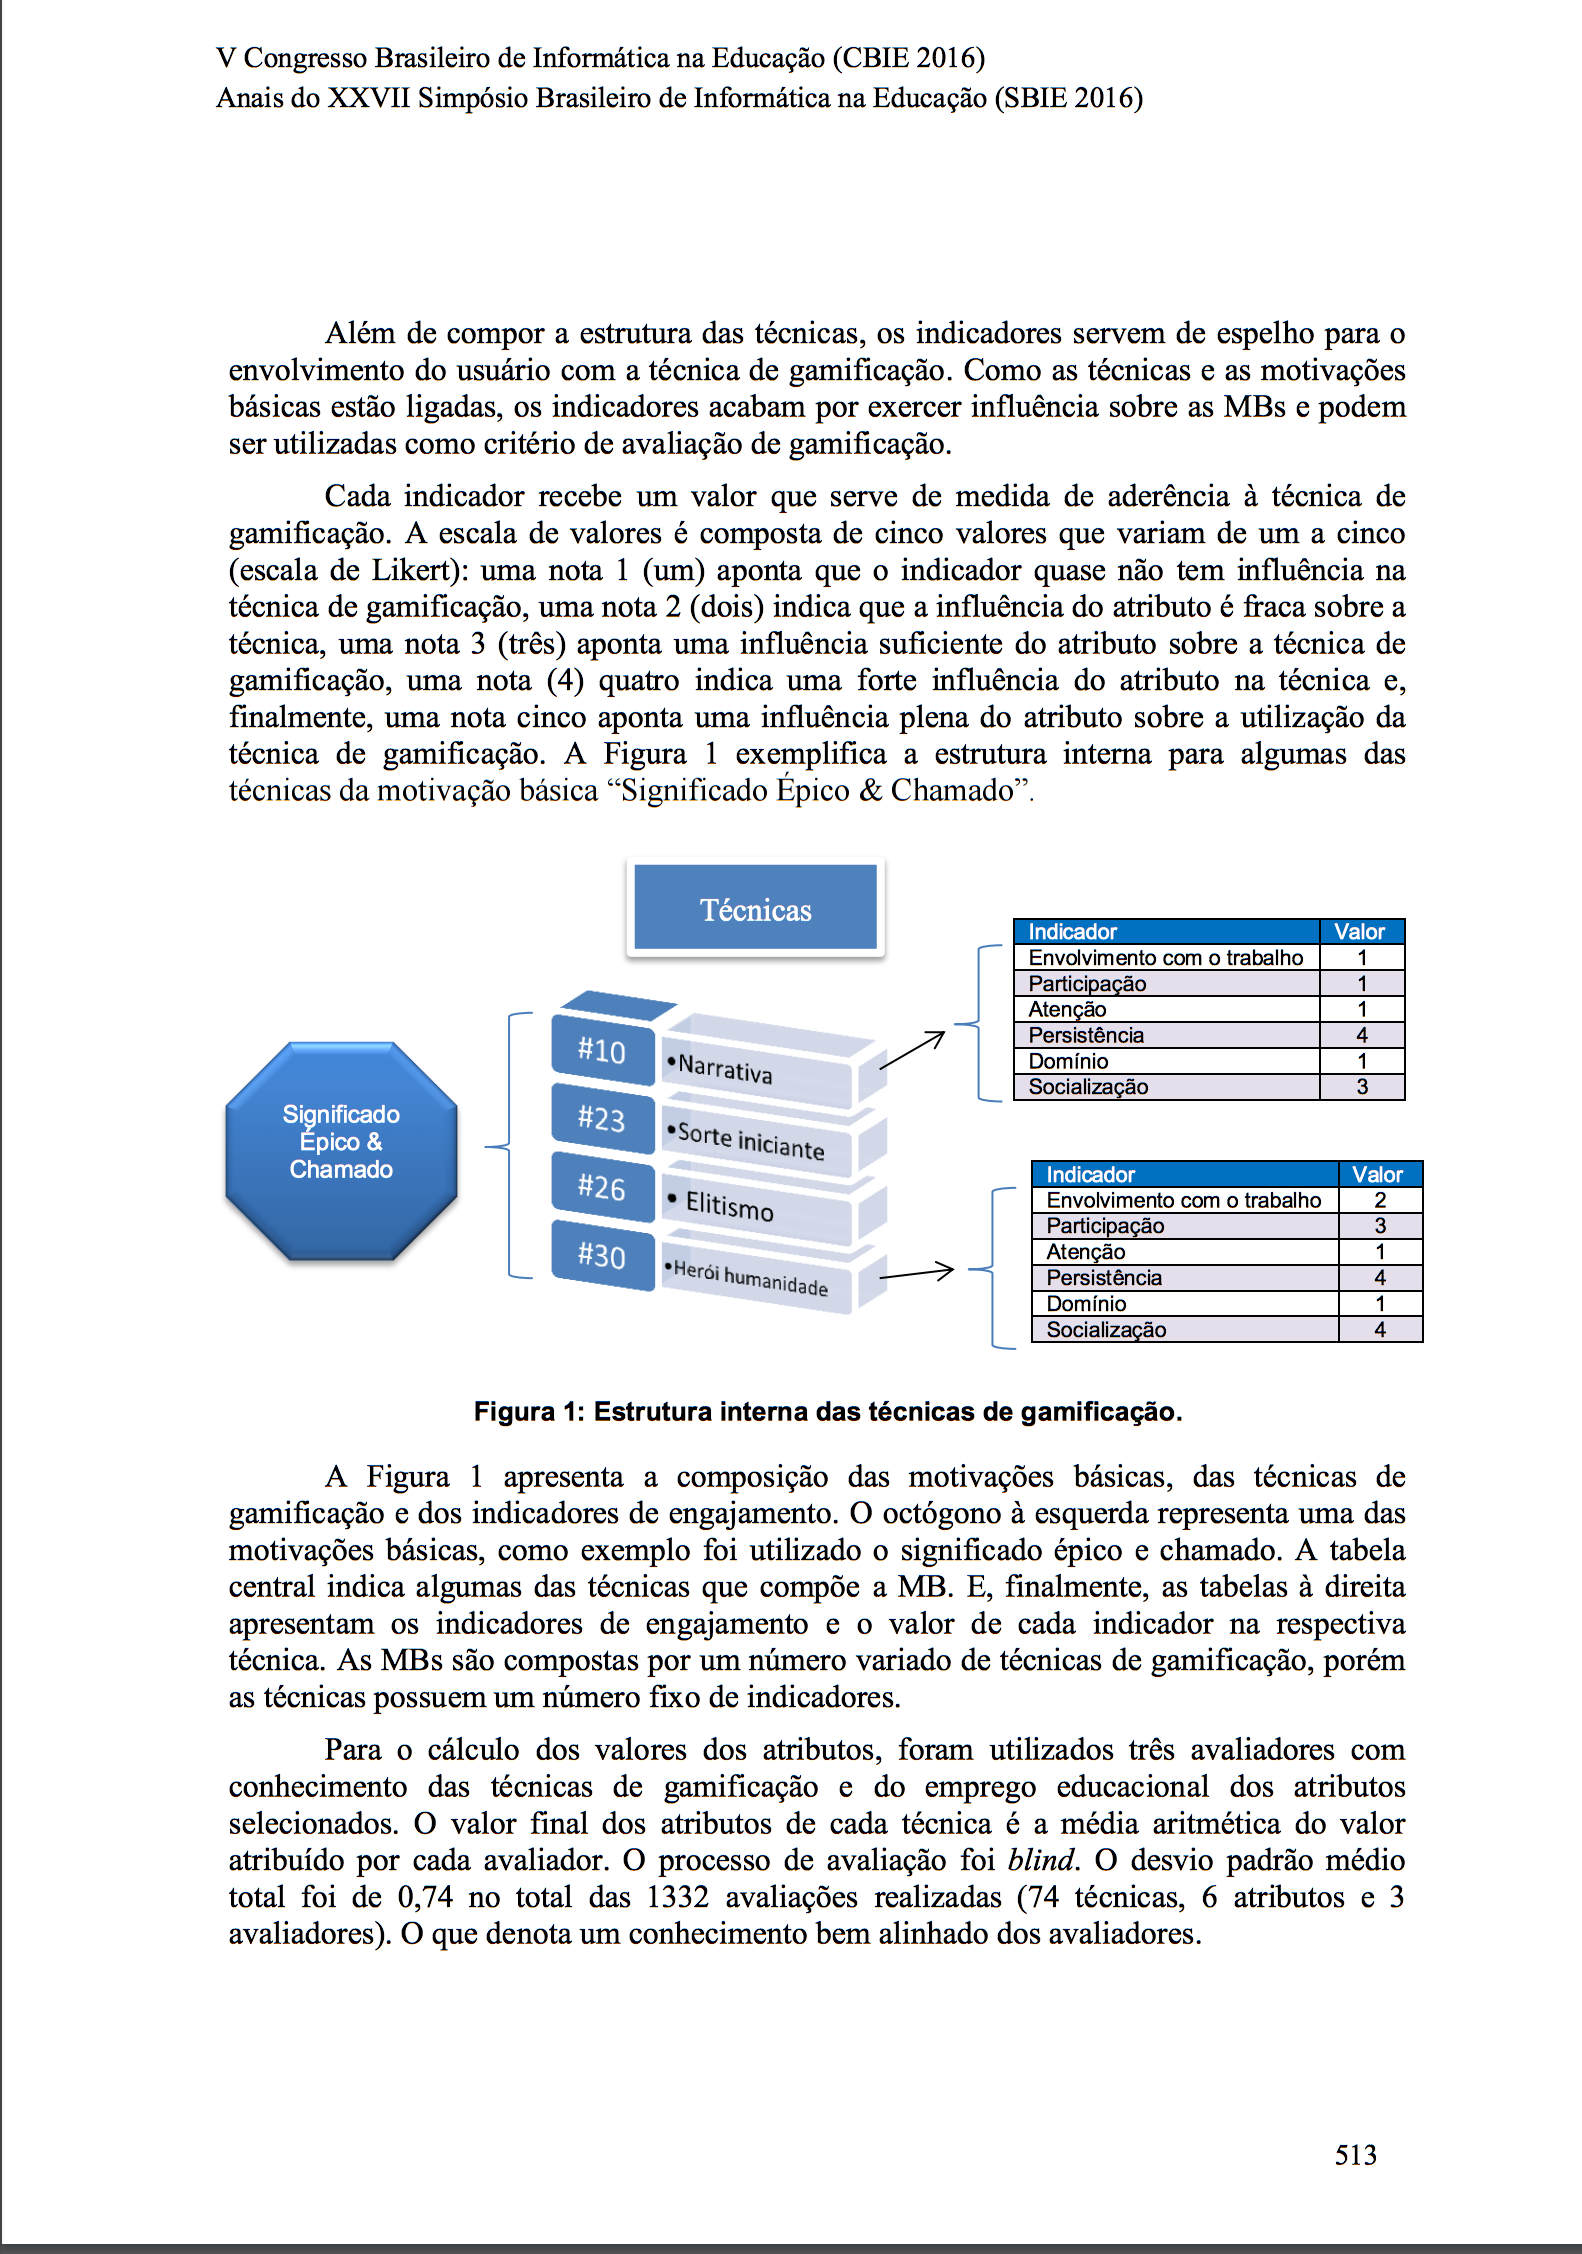 V Congresso Brasileiro de Informática na Educação (CBIE 2016)
Anais do XXVII Simpósio Brasileiro de Informática na Educação (SBIE 2016)
Além de compor a estrutura das técnicas, os indicadores servem de espelho para o
envolvimento do usuário com a técnica de gamificação. Como as técnicas e as motivações
básicas estão ligadas, os indicadores acabam por exercer influência sobre as MBs e podem
ser utilizadas como critério de avaliação de gamificação.
Cada indicador recebe um valor que serve de medida de aderência à técnica de
gamificação. A escala de valores é composta de cinco valores que variam de um a cinco
(escala de Likert): uma nota 1 (um) aponta que o indicador quase não tem influência na
técnica de gamificação, uma nota 2 (dois) indica que a influência do atributo é fraca sobre a
técnica, uma nota 3 (três) aponta uma influência suficiente do atributo sobre a técnica de
gamificação, uma nota (4) quatro indica uma forte influência do atributo na técnica e,
finalmente, uma nota cinco aponta uma influência plena do atributo sobre a utilização da
técnica de gamificação. A Figura 1 exemplifica a estrutura interna para algumas das
técnicas da motivação básica “Significado Épico & Chamado”.
Técnicas
Significado
Épico &
Chamado
#10 •Narrativa
#23 •Sorte iniciante
#26 • Elitismo
#30 •Herói humanidade
Indicador Valor
Envolvimento com o trabalho 1
Participação 1
Atenção 1
Persistência 4
Domínio 1
Socialização 3
Indicador Valor
Envolvimento com o trabalho 2
Participação 3
Atenção 1
Persistência 4
Domínio 1
Socialização 4
Figura 1: Estrutura interna das técnicas de gamificação.
A Figura 1 apresenta a composição das motivações básicas, das técnicas de
gamificação e dos indicadores de engajamento. O octógono à esquerda representa uma das
motivações básicas, como exemplo foi utilizado o significado épico e chamado. A tabela
central indica algumas das técnicas que compõe a MB. E, finalmente, as tabelas à direita
apresentam os indicadores de engajamento e o valor de cada indicador na respectiva
técnica. As MBs são compostas por um número variado de técnicas de gamificação, porém
as técnicas possuem um número fixo de indicadores.
Para o cálculo dos valores dos atributos, foram utilizados três avaliadores com
conhecimento das técnicas de gamificação e do emprego educacional dos atributos
selecionados. O valor final dos atributos de cada técnica é a média aritmética do valor
atribuído por cada avaliador. O processo de avaliação foi blind. O desvio padrão médio
total foi de 0,74 no total das 1332 avaliações realizadas (74 técnicas, 6 atributos e 3
avaliadores). O que denota um conhecimento bem alinhado dos avaliadores.
513